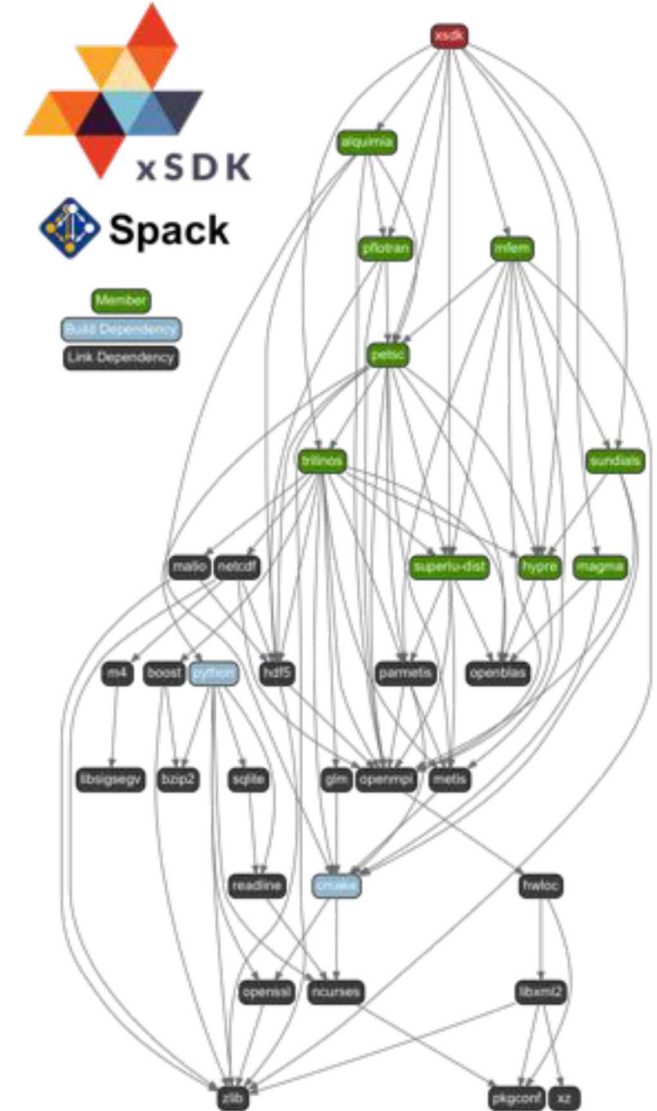 xsdk
xSDK
alquimia
Spack
pflotran
mfem
Member
Build Dependency
Link Dependency
petsc
trilinos
sundials
matio
netcdf
superlu-dist
hypre
magma
m4
boost
python
hdf5
parmetis
openblas
libsigsegv
bzip2
sqlite
glm
openmpi
metis
readline
cmake
hwloc
openssl
ncurses
libxml2
zlib
pkgconf
xz